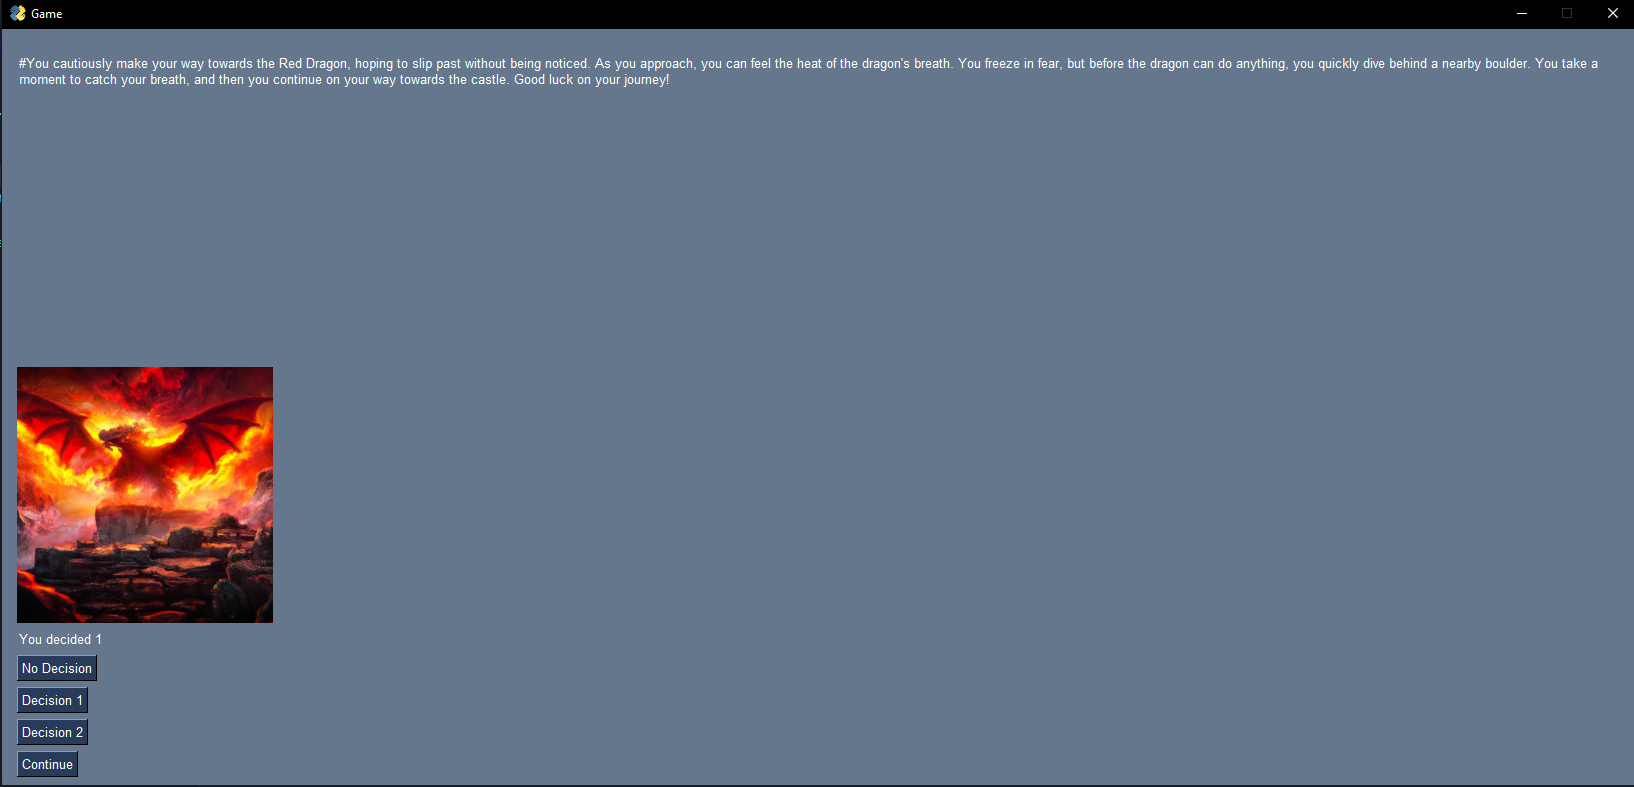 Game
#You cautiously make your way towards the Red Dragon, hoping to slip past without being noticed. As you approach, you can feel the heat of the dragon's breath. You freeze in fear, but before the dragon can do anything, you quickly dive behind a nearby boulder. You take a
moment to catch your breath, and then you continue on your way towards the castle. Good luck on your journey!
You decided 1
No Decision
Decision 1
Decision 2
Continue